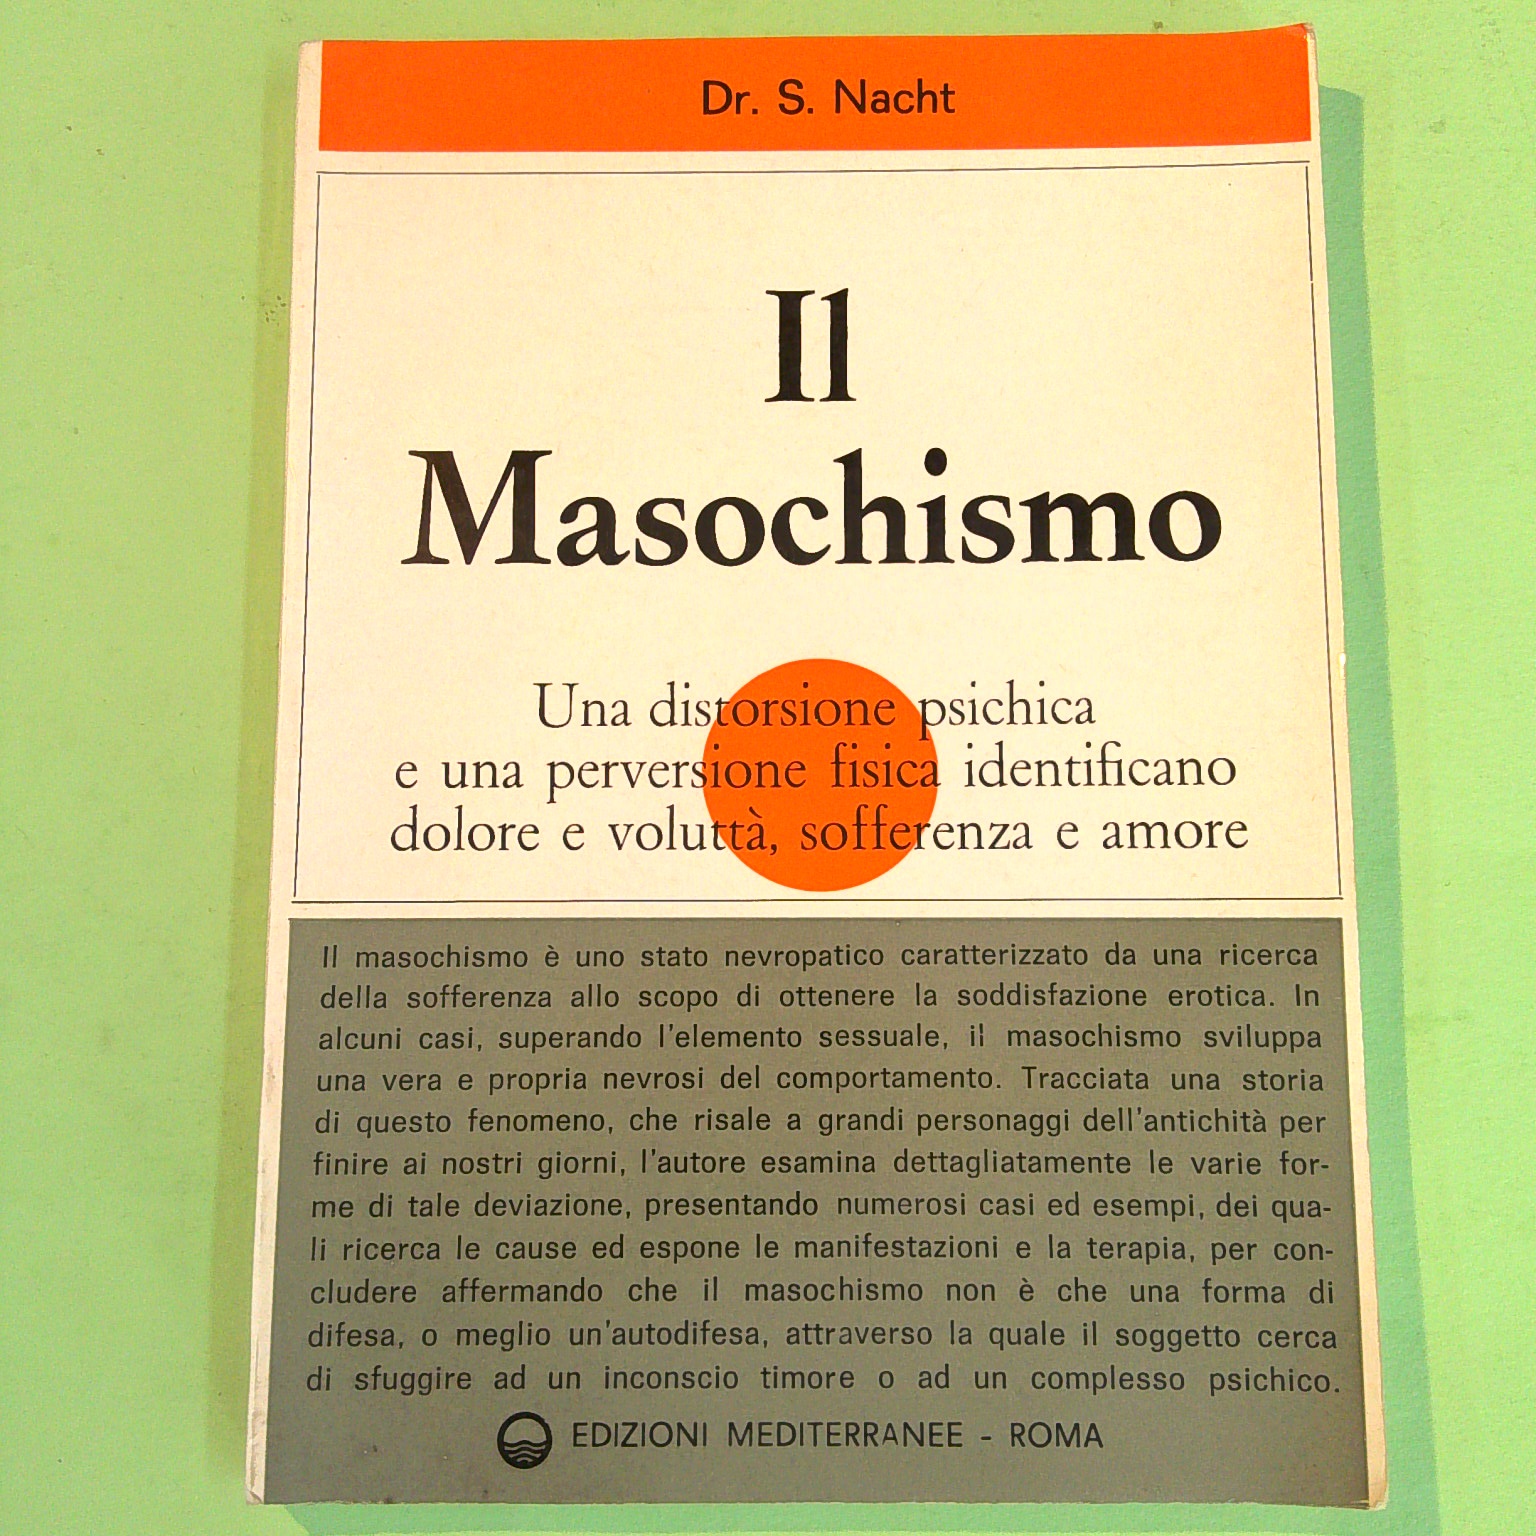 Dr. S. Nacht
Il
Masochismo
Una distorsione psichica
e una perversione fisica identificano
dolore e voluttà, sofferenza e amore
Il masochismo è uno stato nevropatico caratterizzato da una ricerca
della sofferenza allo scopo di ottenere la soddisfazione erotica. In
alcuni casi, superando l'elemento sessuale, il masochismo sviluppa
una vera e propria nevrosi del comportamento. Tracciata una storia
di questo fenomeno, che risale a grandi personaggi dell'antichità per
finire ai nostri giorni, l'autore esamina dettagliatamente le varie for-
me di tale deviazione, presentando numerosi casi ed esempi, dei qua-
li ricerca le cause ed espone le manifestazioni e la terapia, per con-
cludere affermando che il masochismo non è che una forma di
difesa, o meglio un'autodifesa, attraverso la quale il soggetto cerca
di sfuggire ad un inconscio timore o ad un complesso psichico.
EDIZIONI MEDITERRANEE - ROMA